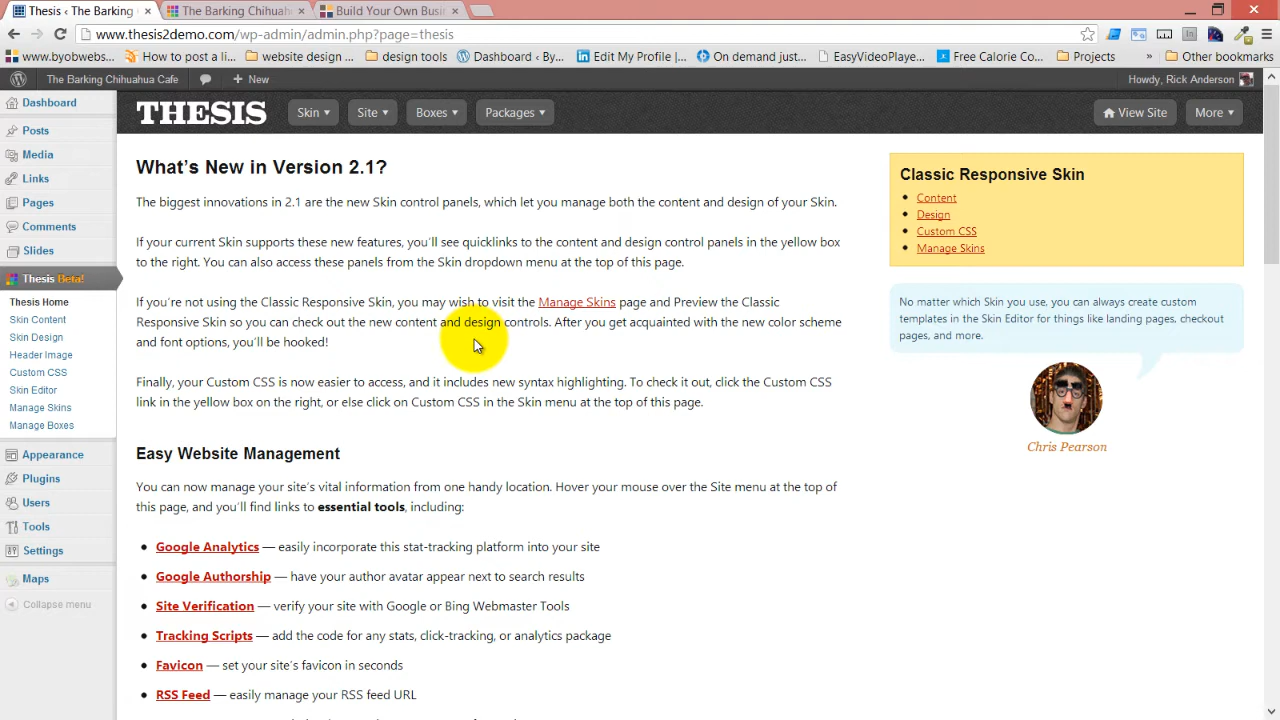 Thesis ‹ The Barking C
The Barking Chihuahu
Build Your Own Busin
www.thesis2demo.com/wp-admin/admin.php?page=thesis
www.byobwebs...
How to post a li...
website design ...
design tools
Dashboard ‹ By...
Edit My Profile |...
On demand just...
EasyVideoPlaye...
Free Calorie Co...
Projects
»
Other bookmarks
The Barking Chihuahua Cafe
+ New
Howdy, Rick Anderson
Dashboard
Posts
Media
Links
Pages
Comments
Slides
Thesis Beta!
Thesis Home
Skin Content
Skin Design
Header Image
Custom CSS
Skin Editor
Manage Skins
Manage Boxes
Appearance
Plugins
Users
Tools
Settings
Maps
Collapse menu
THESIS
Skin ▾
Site ▾
Boxes ▾
Packages ▾
View Site
More ▾
What's New in Version 2.1?
The biggest innovations in 2.1 are the new Skin control panels, which let you manage both the content and design of your Skin.
If your current Skin supports these new features, you'll see quicklinks to the content and design control panels in the yellow box
to the right. You can also access these panels from the Skin dropdown menu at the top of this page.
If you're not using the Classic Responsive Skin, you may wish to visit the Manage Skins page and Preview the Classic
Responsive Skin so you can check out the new content and design controls. After you get acquainted with the new color scheme
and font options, you'll be hooked!
Finally, your Custom CSS is now easier to access, and it includes new syntax highlighting. To check it out, click the Custom CSS
link in the yellow box on the right, or else click on Custom CSS in the Skin menu at the top of this page.
Easy Website Management
You can now manage your site's vital information from one handy location. Hover your mouse over the Site menu at the top of
this page, and you'll find links to essential tools, including:
• Google Analytics — easily incorporate this stat-tracking platform into your site
• Google Authorship — have your author avatar appear next to search results
• Site Verification — verify your site with Google or Bing Webmaster Tools
• Tracking Scripts — add the code for any stats, click-tracking, or analytics package
• Favicon — set your site's favicon in seconds
• RSS Feed — easily manage your RSS feed URL
Classic Responsive Skin
• Content
• Design
• Custom CSS
• Manage Skins
No matter which Skin you use, you can always create custom
templates in the Skin Editor for things like landing pages, checkout
pages, and more.
Chris Pearson